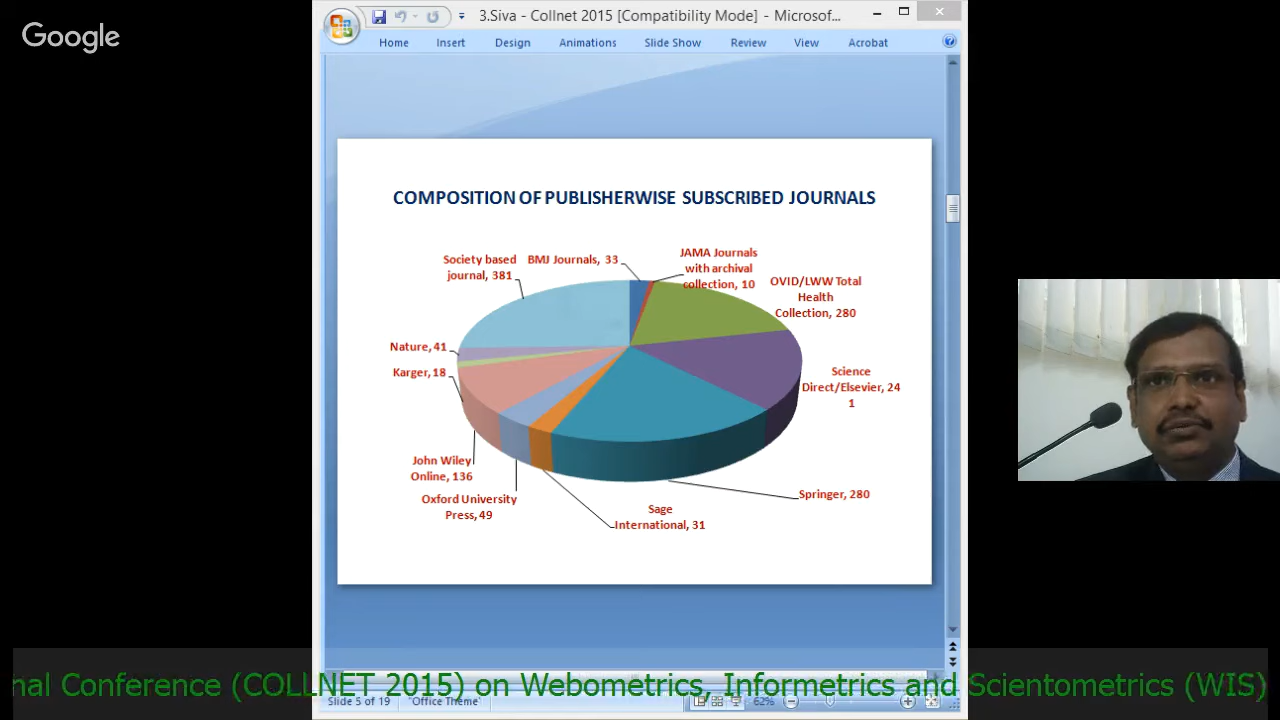 Google
3.Siva - Collnet 2015 [Compatibility Mode] - Microsof...
Home Insert Design Animations Slide Show Review View Acrobat
COMPOSITION OF PUBLISHERWISE SUBSCRIBED JOURNALS
Society based
journal, 381
BMJ Journals, 33
JAMA Journals
with archival
collection, 10
OVID/LWW Total
Health
Collection, 280
Nature, 41
Karger, 18
Science
Direct/Elsevier, 24
1
John Wiley
Online, 136
Oxford University
Press, 49
Sage
International, 31
Springer, 280
nal Conference (COLLNET 2015) on Webometrics, Informetrics and Scientometrics (WIS)
Slide 5 of 19 "Office Theme" 62%